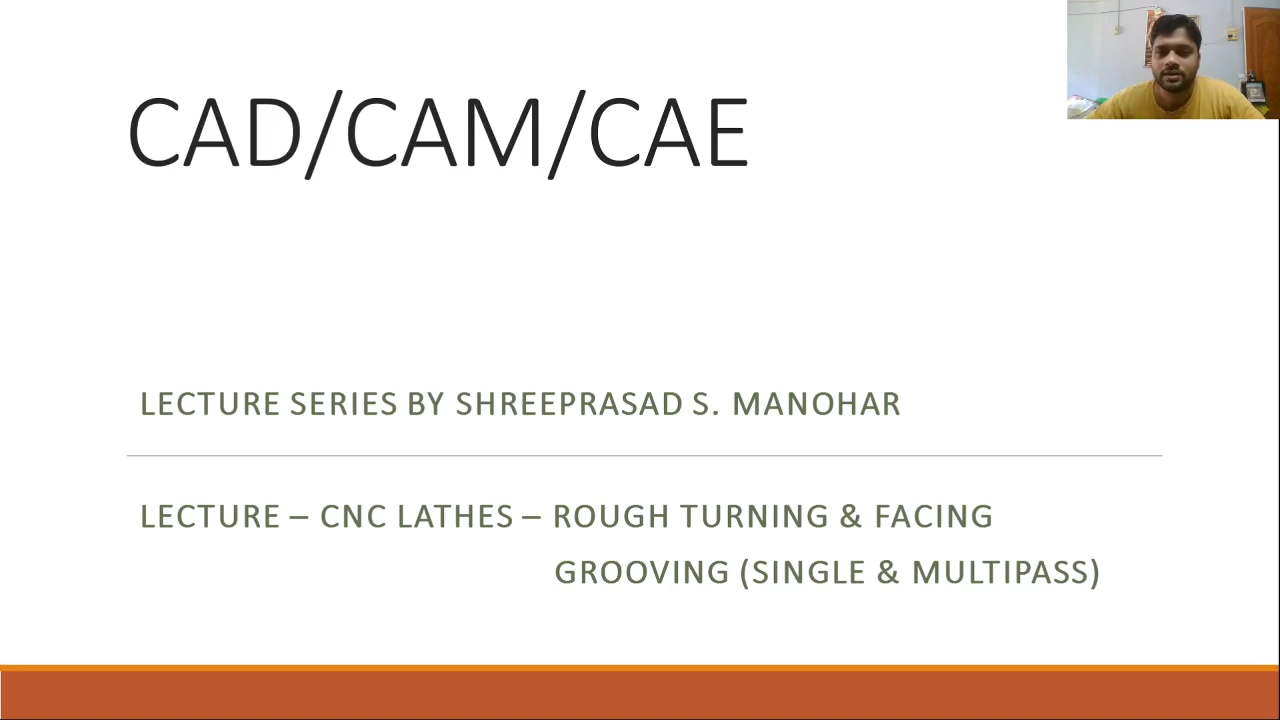 CAD/CAM/CAE
LECTURE SERIES BY SHREEPRASAD S. MANOHAR
LECTURE – CNC LATHES – ROUGH TURNING & FACING
GROOVING (SINGLE & MULTIPASS)